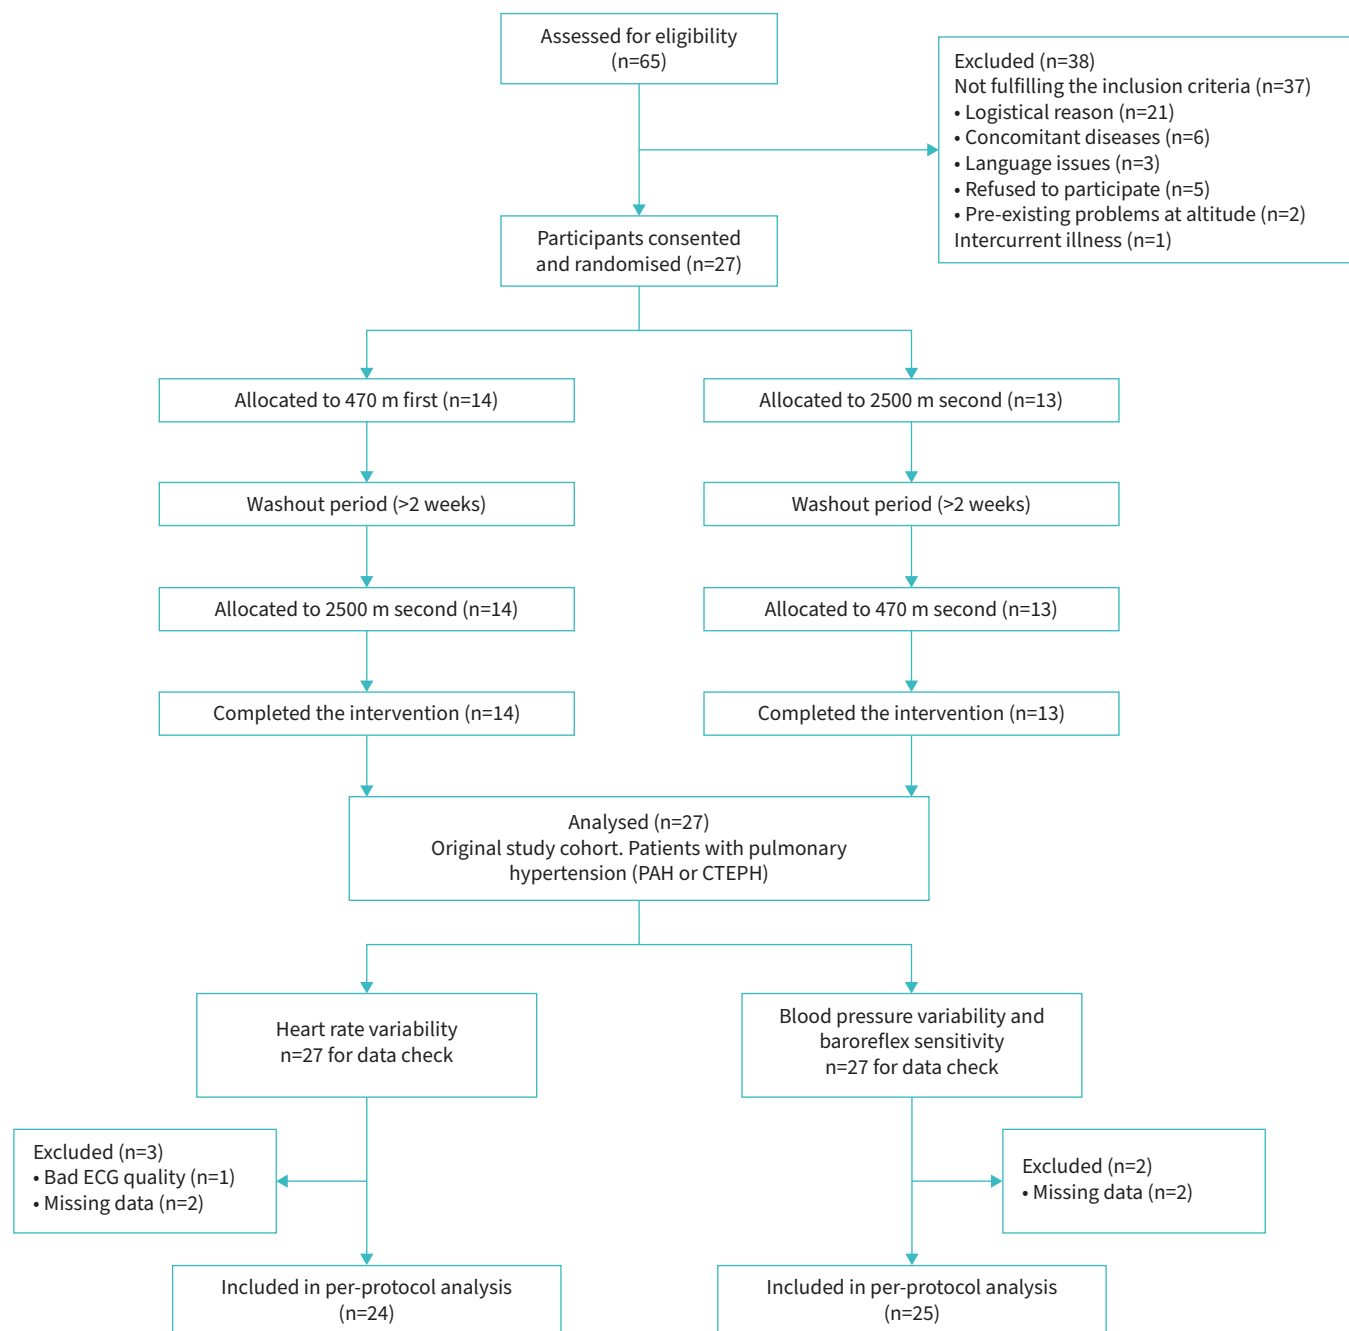 Assessed for eligibility
(n=65)
Excluded (n=38)
Not fulfilling the inclusion criteria (n=37)
• Logistical reason (n=21)
• Concomitant diseases (n=6)
• Language issues (n=3)
• Refused to participate (n=5)
• Pre-existing problems at altitude (n=2)
Intercurrent illness (n=1)
Participants consented
and randomised (n=27)
Allocated to 470 m first (n=14)
Allocated to 2500 m second (n=13)
Washout period (>2 weeks)
Washout period (>2 weeks)
Allocated to 2500 m second (n=14)
Allocated to 470 m second (n=13)
Completed the intervention (n=14)
Completed the intervention (n=13)
Analysed (n=27)
Original study cohort. Patients with pulmonary
hypertension (PAH or CTEPH)
Heart rate variability
n=27 for data check
Blood pressure variability and
baroreflex sensitivity
n=27 for data check
Excluded (n=3)
• Bad ECG quality (n=1)
• Missing data (n=2)
Excluded (n=2)
• Missing data (n=2)
Included in per-protocol analysis
(n=24)
Included in per-protocol analysis
(n=25)